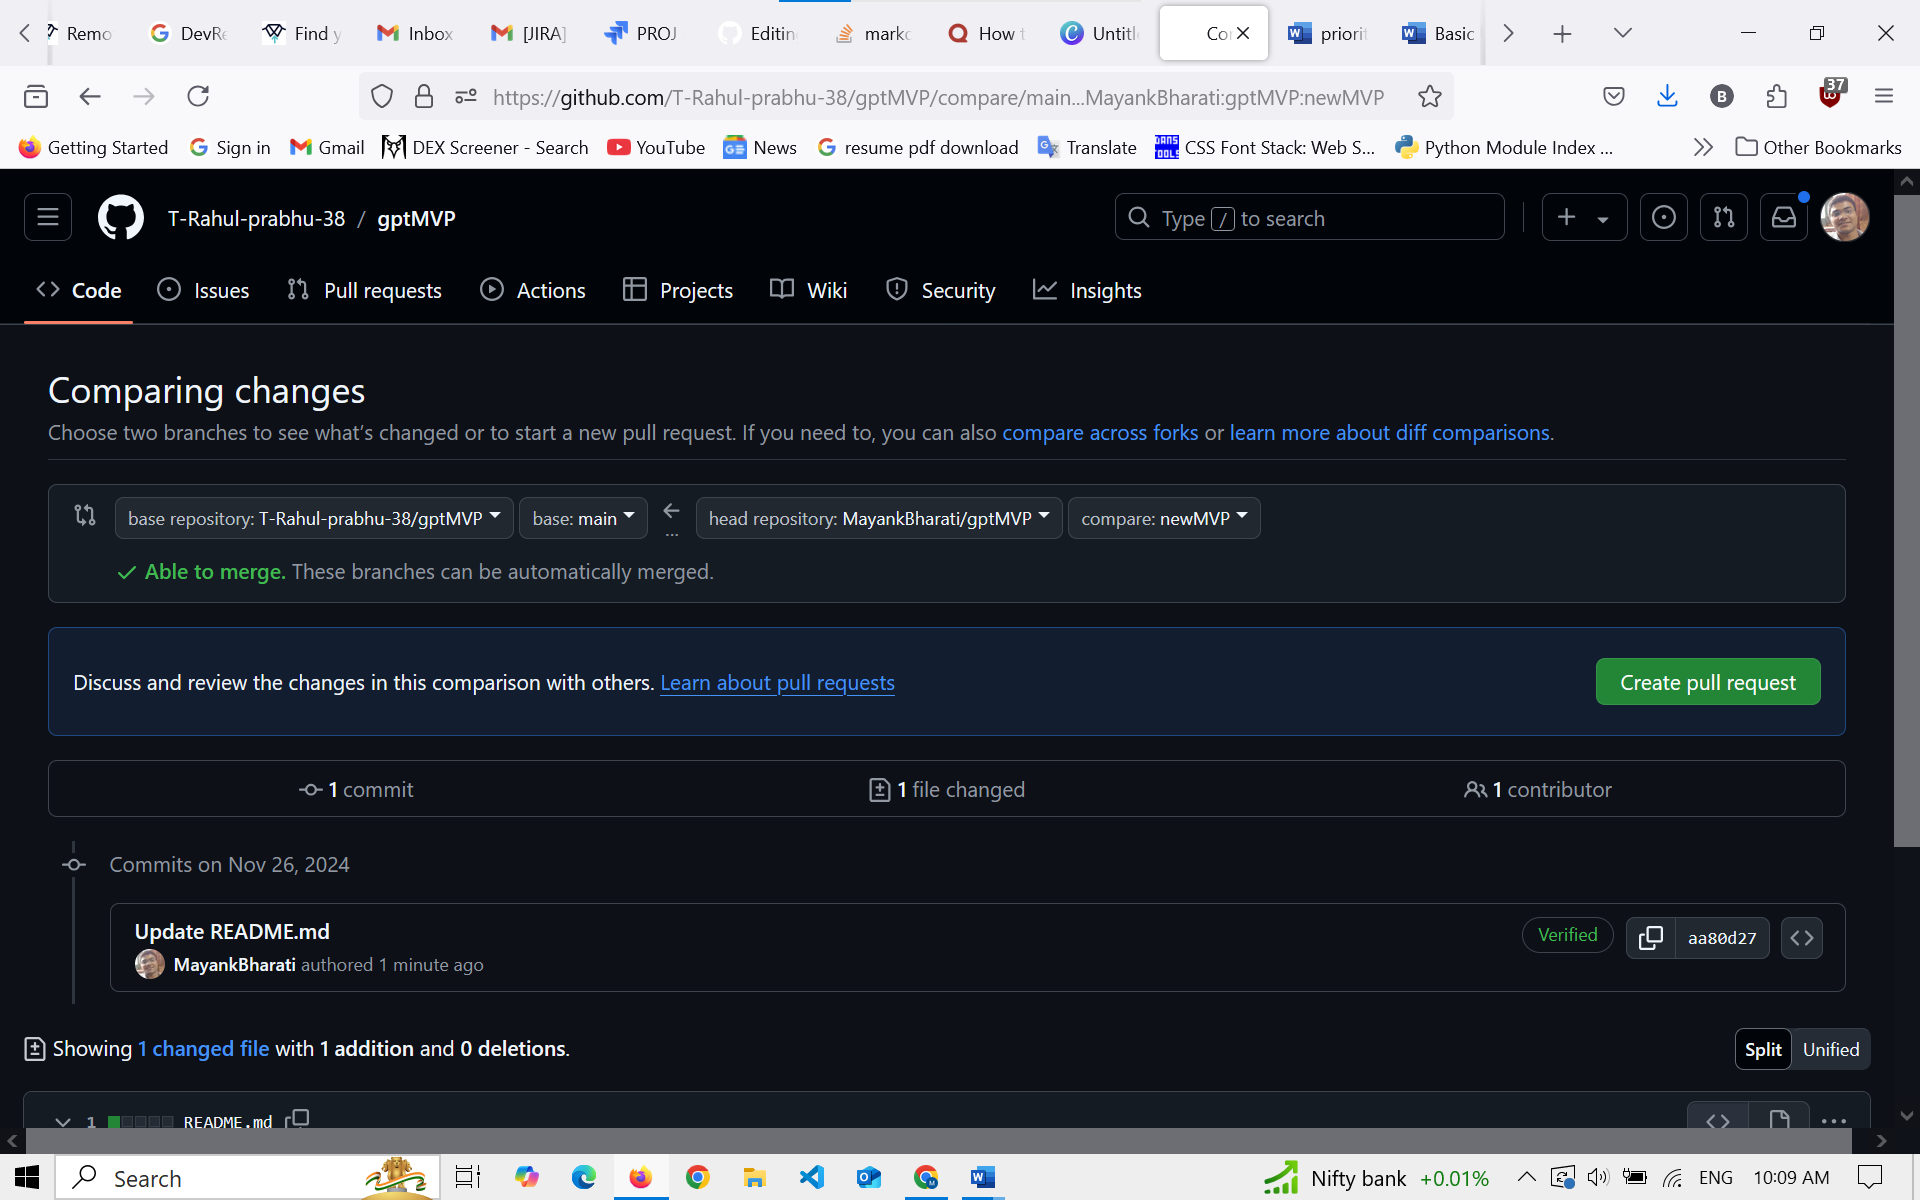 Remo
DevRe
Find y
Inbox
[JIRA]
PROJ
Editin
markd
How t
Untitl
Co
priorit
Basic
https://github.com/T-Rahul-prabhu-38/gptMVP/compare/main...MayankBharati:gptMVP:newMVP
B
37
Getting Started
Sign in
Gmail
DEX Screener - Search
YouTube
News
resume pdf download
Translate
CSS Font Stack: Web S...
Python Module Index ...
Other Bookmarks
T-Rahul-prabhu-38 / gptMVP
Type / to search
Code
Issues
Pull requests
Actions
Projects
Wiki
Security
Insights
Comparing changes
Choose two branches to see what’s changed or to start a new pull request. If you need to, you can also compare across forks or learn more about diff comparisons.
base repository: T-Rahul-prabhu-38/gptMVP
base: main
...
head repository: MayankBharati/gptMVP
compare: newMVP
Able to merge. These branches can be automatically merged.
Discuss and review the changes in this comparison with others. Learn about pull requests
Create pull request
1 commit
1 file changed
1 contributor
Commits on Nov 26, 2024
Update README.md
MayankBharati authored 1 minute ago
Verified
aa80d27
Showing 1 changed file with 1 addition and 0 deletions.
Split
Unified
1
README.md
Search
Nifty bank +0.01%
ENG
10:09 AM